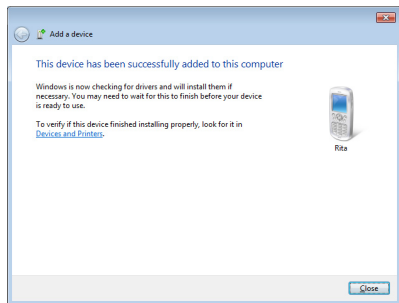 Add a device
This device has been successfully added to this computer
Windows is now checking for drivers and will install them if
necessary. You may need to wait for this to finish before your device
is ready to use.
To verify if this device finished installing properly, look for it in
Devices and Printers.
Rita
Close